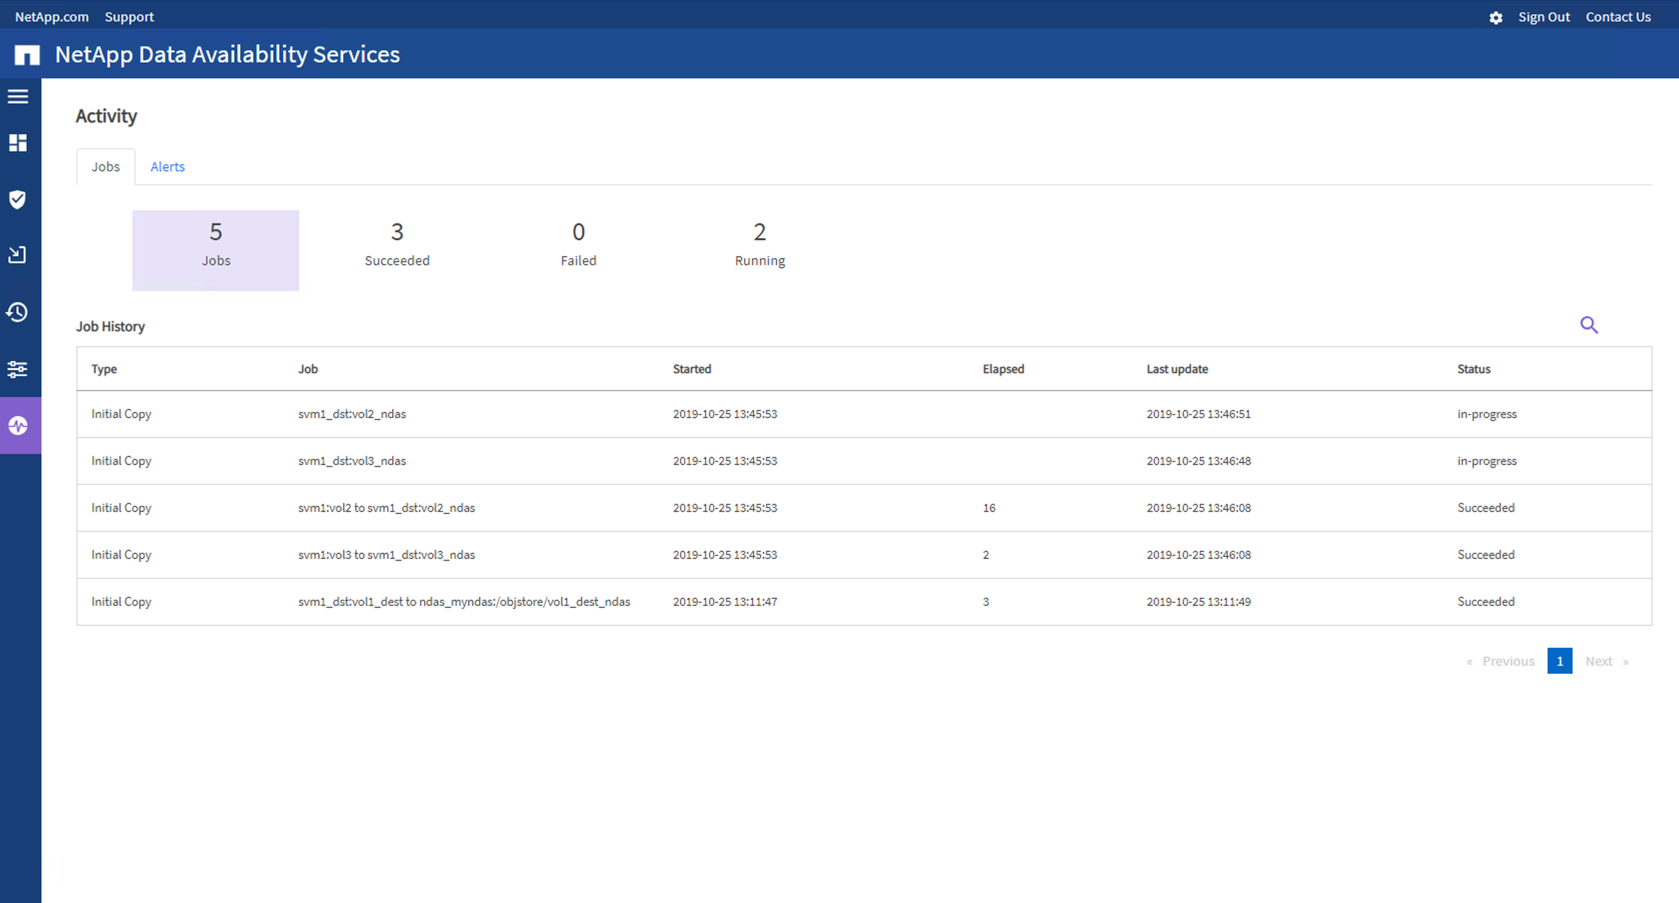 NetApp.com Support Sign Out Contact Us
NetApp Data Availability Services
Activity
Jobs Alerts
5 3 0 2
Jobs Succeeded Failed Running
Job History
Type Job Started Elapsed Last update Status
Initial Copy svm1_dst:vol2_ndas 2019-10-25 13:45:53 2019-10-25 13:46:51 in-progress
Initial Copy svm1_dst:vol3_ndas 2019-10-25 13:45:53 2019-10-25 13:46:48 in-progress
Initial Copy svm1:vol2 to svm1_dst:vol2_ndas 2019-10-25 13:45:53 16 2019-10-25 13:46:08 Succeeded
Initial Copy svm1:vol3 to svm1_dst:vol3_ndas 2019-10-25 13:45:53 2 2019-10-25 13:46:08 Succeeded
Initial Copy svm1_dst:vol1_dest to ndas_myndas:/objstore/vol1_dest_ndas 2019-10-25 13:11:47 3 2019-10-25 13:11:49 Succeeded
« Previous 1 Next »